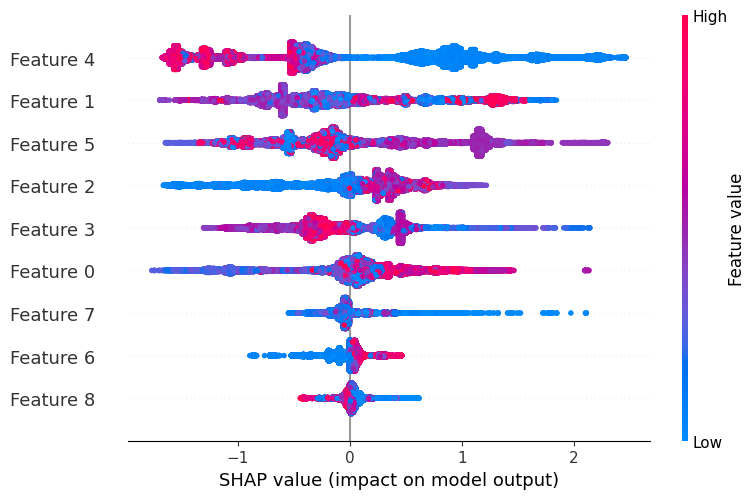 High
Feature 4
Feature 1
Feature 5
Feature 2
Feature 3
Feature 0
Feature 7
Feature 6
Feature 8
Feature value
Low
−1 0 1 2
SHAP value (impact on model output)